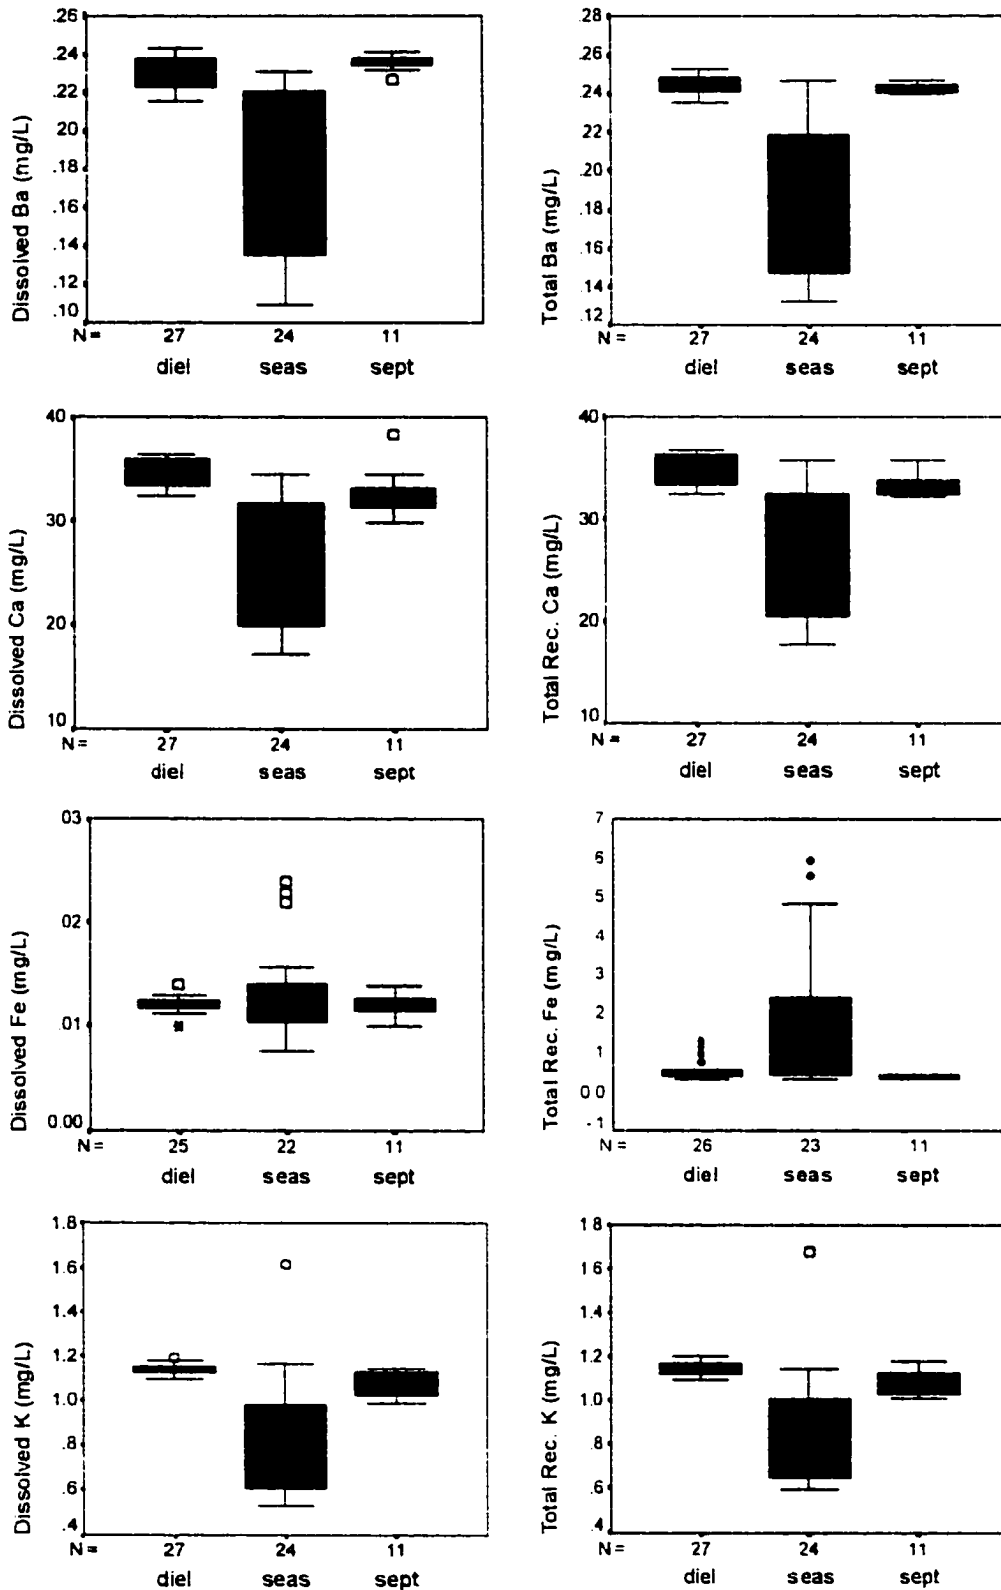 Dissolved Ba (mg/L)
.26
.24
.22
.20
.18
.16
.14
.12
.10
N =
27
24
11
diel
seas
sept
Total Ba (mg/L)
.28
.26
.24
.22
.20
.18
.16
.14
.12
N =
27
24
11
diel
seas
sept
Dissolved Ca (mg/L)
40
30
20
10
N =
27
24
11
diel
seas
sept
Total Rec. Ca (mg/L)
40
30
20
10
N =
27
24
11
diel
seas
sept
Dissolved Fe (mg/L)
03
02
.01
0.00
N =
25
22
11
diel
seas
sept
Total Rec. Fe (mg/L)
7
6
5
4
3
2
1
0 0
- 1
N =
26
23
11
diel
seas
sept
Dissolved K (mg/L)
1.8
1.6
1.4
1.2
1.0
.8
.6
.4
N =
27
24
11
diel
seas
sept
Total Rec. K (mg/L)
1.8
1.6
1.4
1.2
1.0
.8
.6
.4
N =
27
24
11
diel
seas
sept